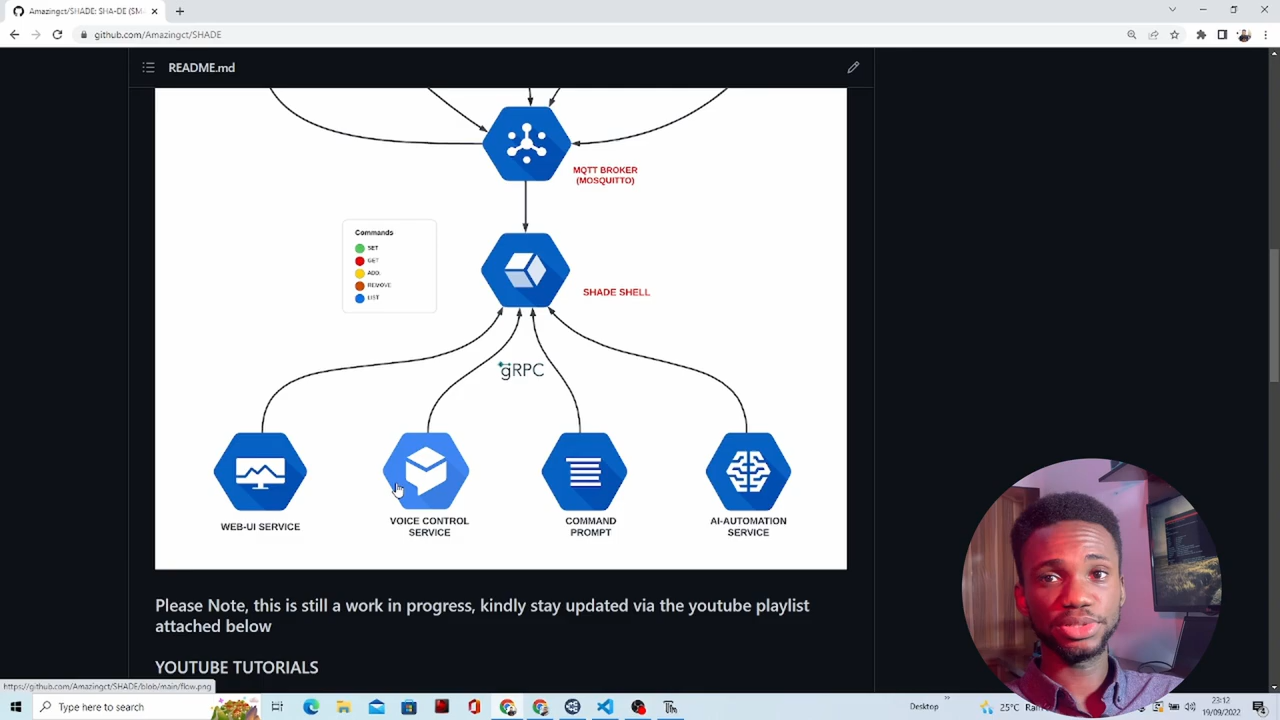 Amazingct/SHADE: SHA-DE (SM
github.com/Amazingct/SHADE
README.md
MQTT BROKER
(MOSQUITTO)
Commands
SET
GET
ADD
REMOVE
LIST
SHADE SHELL
gRPC
WEB-UI SERVICE
VOICE CONTROL
SERVICE
COMMAND
PROMPT
AI-AUTOMATION
SERVICE
Please Note, this is still a work in progress, kindly stay updated via the youtube playlist
attached below
YOUTUBE TUTORIALS
https://github.com/Amazingct/SHADE/blob/main/flow.png
Type here to search
Desktop
25°C
23:12
19/09/2022